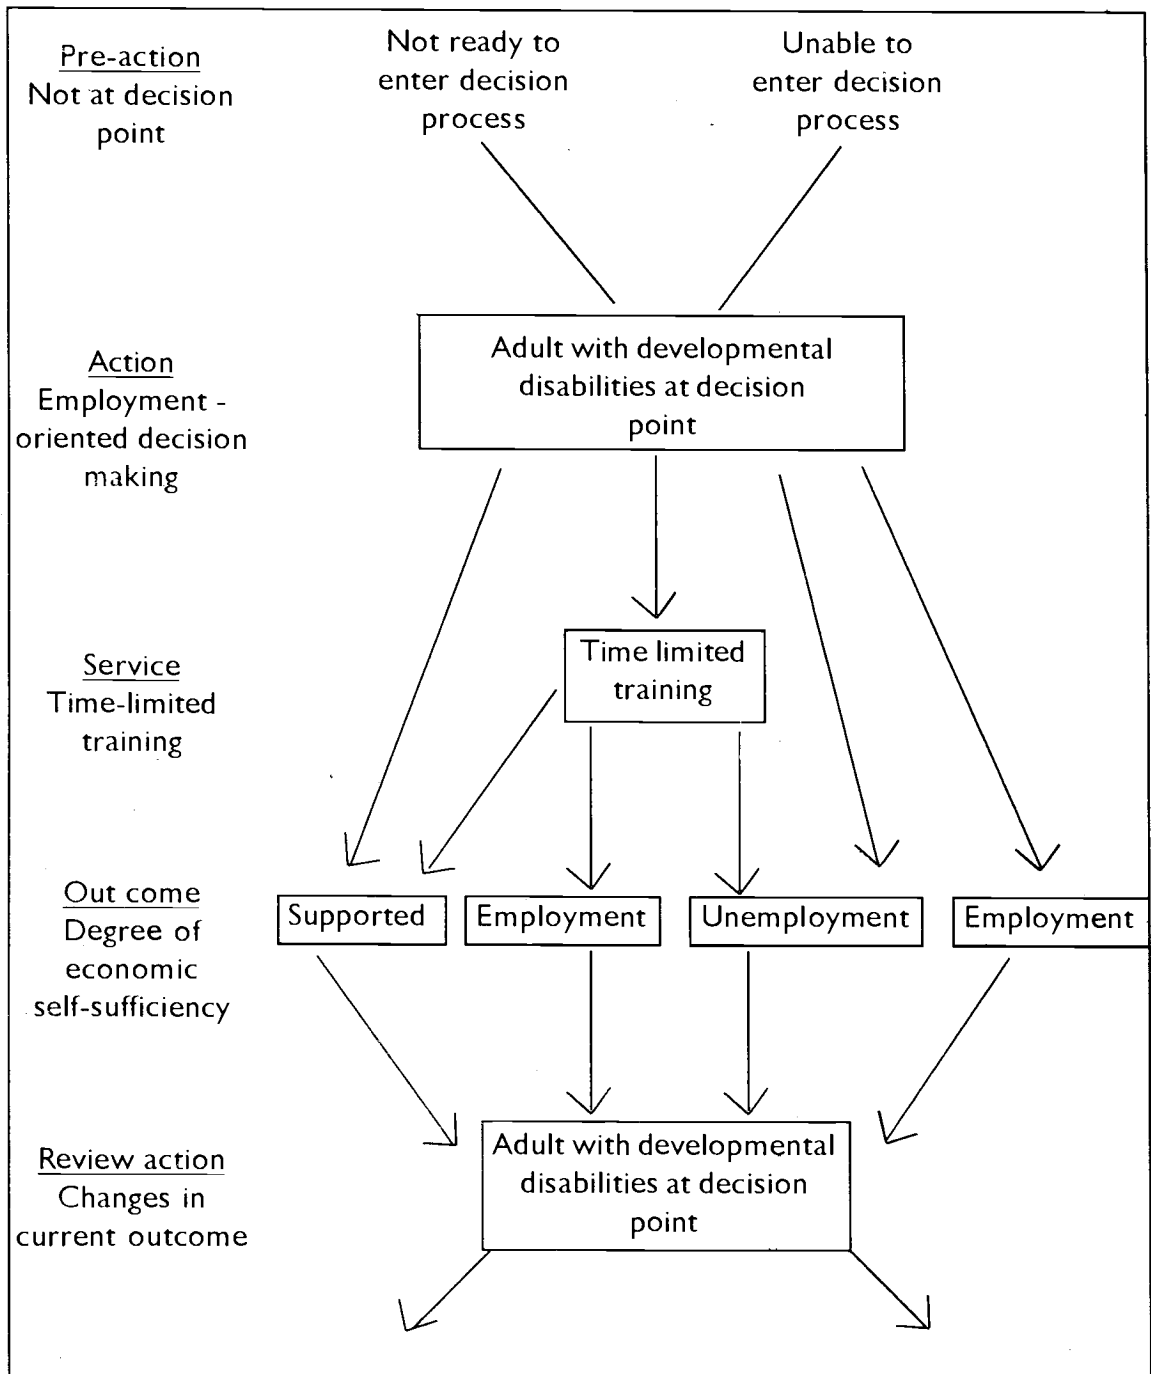 Pre-action
Not at decision
point
Not ready to
enter decision
process
Unable to
enter decision
process
Action
Employment -
oriented decision
making
Adult with developmental
disabilities at decision
point
Service
Time-limited
training
Time limited
training
Out come
Degree of
economic
self-sufficiency
Supported
Employment
Unemployment
Employment
Review action
Changes in
current outcome
Adult with developmental
disabilities at decision
point